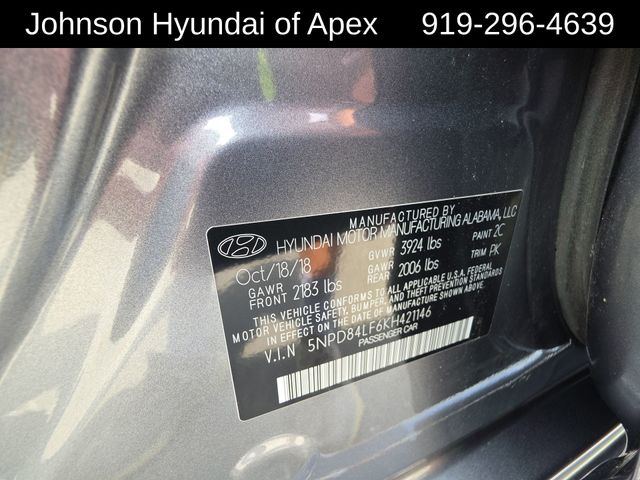 Johnson Hyundai of Apex 919-296-4639
MANUFACTURED BY
HYUNDAI MOTOR MANUFACTURING ALABAMA, LLC
Oct/18/18 GVWR 3924 lbs PAINT 2C
GAWR FRONT 2183 lbs GAWR REAR 2006 lbs TRIM PK
THIS VEHICLE CONFORMS TO ALL APPLICABLE U.S.A. FEDERAL
MOTOR VEHICLE SAFETY, BUMPER, AND THEFT PREVENTION STANDARDS
IN EFFECT ON THE DATE OF MANUFACTURE SHOWN ABOVE.
V.I.N 5NPD84LF6KH421146
PASSENGER CAR